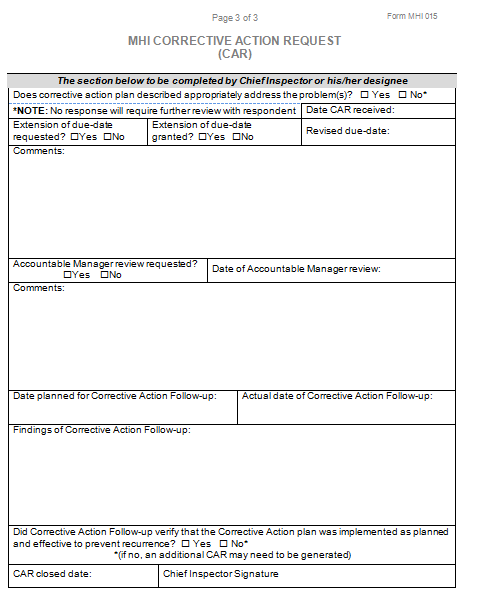 Page 3 of 3
Form MHI 015
MHI CORRECTIVE ACTION REQUEST
(CAR)
The section below to be completed by Chief Inspector or his/her designee
Does corrective action plan described appropriately address the problem(s)? ☐ Yes ☐ No*
*NOTE: No response will require further review with respondent
Date CAR received:
Extension of due-date
requested? ☐Yes ☐No
Extension of due-date
granted? ☐Yes ☐No
Revised due-date:
Comments:
Accountable Manager review requested?
☐Yes ☐No
Date of Accountable Manager review:
Comments:
Date planned for Corrective Action Follow-up:
Actual date of Corrective Action Follow-up:
Findings of Corrective Action Follow-up:
Did Corrective Action Follow-up verify that the Corrective Action plan was implemented as planned
and effective to prevent recurrence? ☐ Yes ☐ No*
*(if no, an additional CAR may need to be generated)
CAR closed date:
Chief Inspector Signature